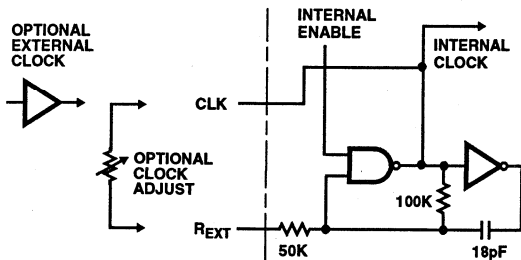 OPTIONAL
EXTERNAL
CLOCK
INTERNAL
ENABLE
INTERNAL
CLOCK
CLK
OPTIONAL
CLOCK
ADJUST
REXT
50K
100K
18pF